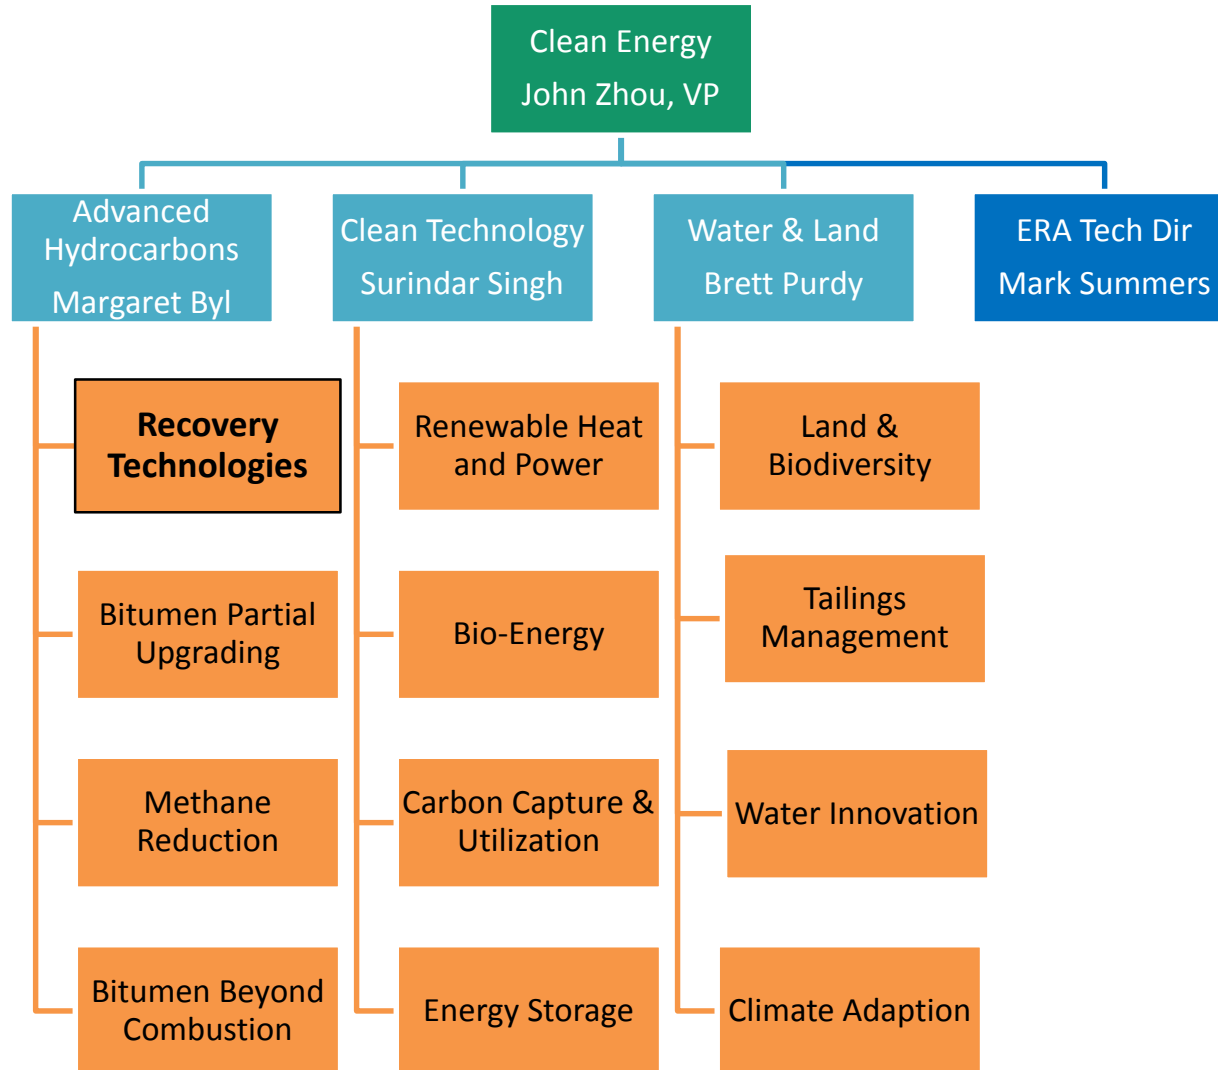 Clean Energy
John Zhou, VP
Advanced
Hydrocarbons
Margaret Byl
Clean Technology
Surindar Singh
Water & Land
Brett Purdy
ERA Tech Dir
Mark Summers
Recovery
Technologies
Bitumen Partial
Upgrading
Methane
Reduction
Bitumen Beyond
Combustion
Renewable Heat
and Power
Bio-Energy
Carbon Capture &
Utilization
Energy Storage
Land &
Biodiversity
Tailings
Management
Water Innovation
Climate Adaption